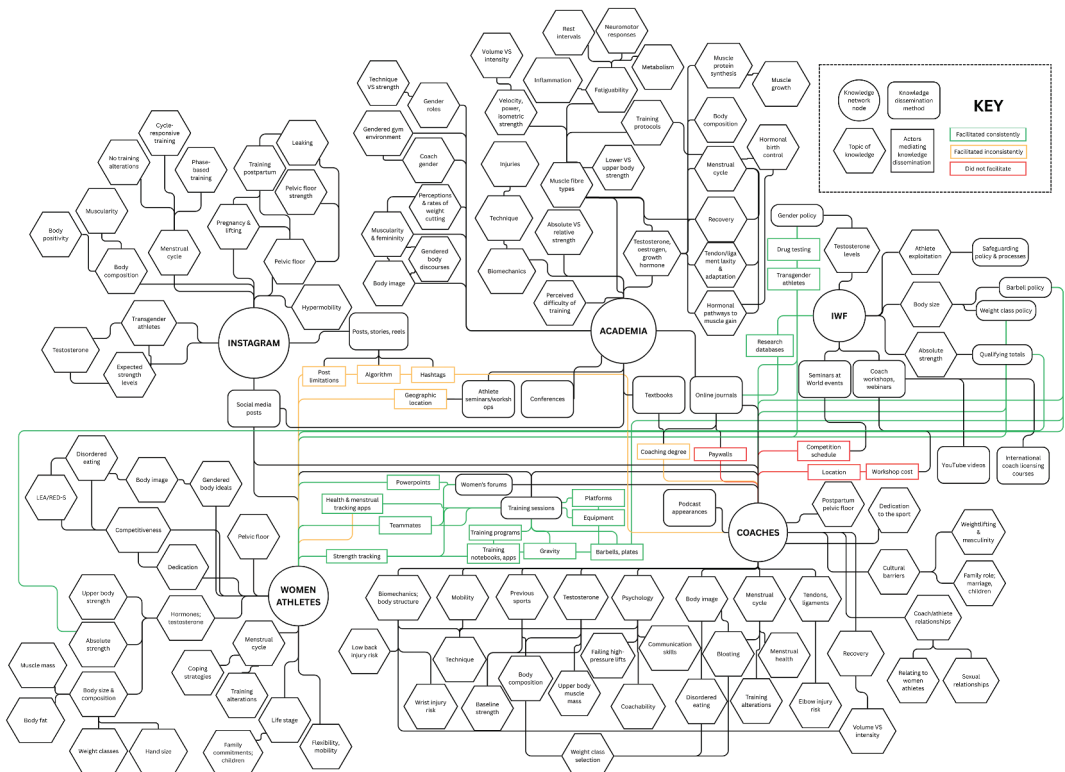 Rest
intervals
Neuromotor
responses
Volume VS
intensity
Metabolism
Muscle
protein
synthesis
Muscle
growth
Technique
VS strength
Inflammation
Fatiguability
Gender
roles
Velocity,
power,
isometric
strength
Training
protocols
Body
composition
Hormonal
birth
control
Gendered gym
environment
Coach
gender
Injuries
Lower VS
upper body
strength
Menstrual
cycle
Muscle fibre
types
Perceptions
& rates of
weight
cutting
Technique
Absolute VS
relative
strength
Recovery
Muscularity
& femininity
Gendered
body
discourses
Testosterone,
oestrogen,
growth
hormone
Tendon/liga
ment laxity &
adaptation
Body image
Biomechanics
Perceived
difficulty of
training
Hormonal
pathways to
muscle gain
ACADEMIA
KEY
Knowledge
network
node
Knowledge
dissemination
method
Topic of
knowledge
Actors
mediating
knowledge
dissemination
Facilitated consistently
Facilitated inconsistently
Did not facilitate
Cycle-
responsive
training
No training
alterations
Phase-
based
training
Leaking
Training
postpartum
Pelvic floor
strength
Muscularity
Body
positivity
Body
composition
Menstrual
cycle
Pregnancy &
lifting
Pelvic floor
Hypermobility
Transgender
athletes
Testosterone
Expected
strength
levels
INSTAGRAM
Posts, stories, reels
Post
limitations
Algorithm
Hashtags
Geographic
location
Social media
posts
Athlete
seminars/worksh
ops
Conferences
Textbooks
Online journals
Coaching degree
Paywalls
Gender policy
Drug testing
Transgender
athletes
Testosterone
levels
Athlete
exploitation
Safeguarding
policy & processes
Body size
Barbell policy
Weight class policy
IWF
Research
databases
Absolute
strength
Qualifying totals
Seminars at
World events
Coach
workshops,
webinars
Competition
schedule
Location
Workshop cost
YouTube videos
International
coach licensing
courses
Disordered
eating
LEA/RED-S
Body image
Gendered
body ideals
Competitiveness
Pelvic floor
Dedication
Upper body
strength
Hormones;
testosterone
WOMEN
ATHLETES
Absolute
strength
Muscle mass
Body size &
composition
Body fat
Weight classes
Hand size
Menstrual
cycle
Coping
strategies
Training
alterations
Life stage
Family
commitments;
children
Flexibility,
mobility
Powerpoints
Women's forums
Health & menstrual
tracking apps
Training sessions
Platforms
Teammates
Equipment
Training programs
Strength tracking
Training
notebooks, apps
Gravity
Barbells, plates
Podcast
appearances
COACHES
Postpartum
pelvic floor
Dedication
to the sport
Weightlifting
&
masculinity
Cultural
barriers
Family role;
marriage,
children
Coach/athlete
relationships
Relating to
women
athletes
Sexual
relationships
Recovery
Volume VS
intensity
Biomechanics;
body structure
Mobility
Previous
sports
Testosterone
Psychology
Body image
Menstrual
cycle
Tendons,
ligaments
Low back
injury risk
Technique
Body
composition
Failing high-
pressure lifts
Communication
skills
Bloating
Menstrual
health
Wrist injury
risk
Baseline
strength
Upper body
muscle
mass
Coachability
Disordered
eating
Training
alterations
Elbow injury
risk
Weight class
selection